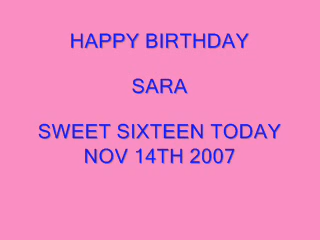 HAPPY BIRTHDAY
SARA
SWEET SIXTEEN TODAY
NOV 14TH 2007